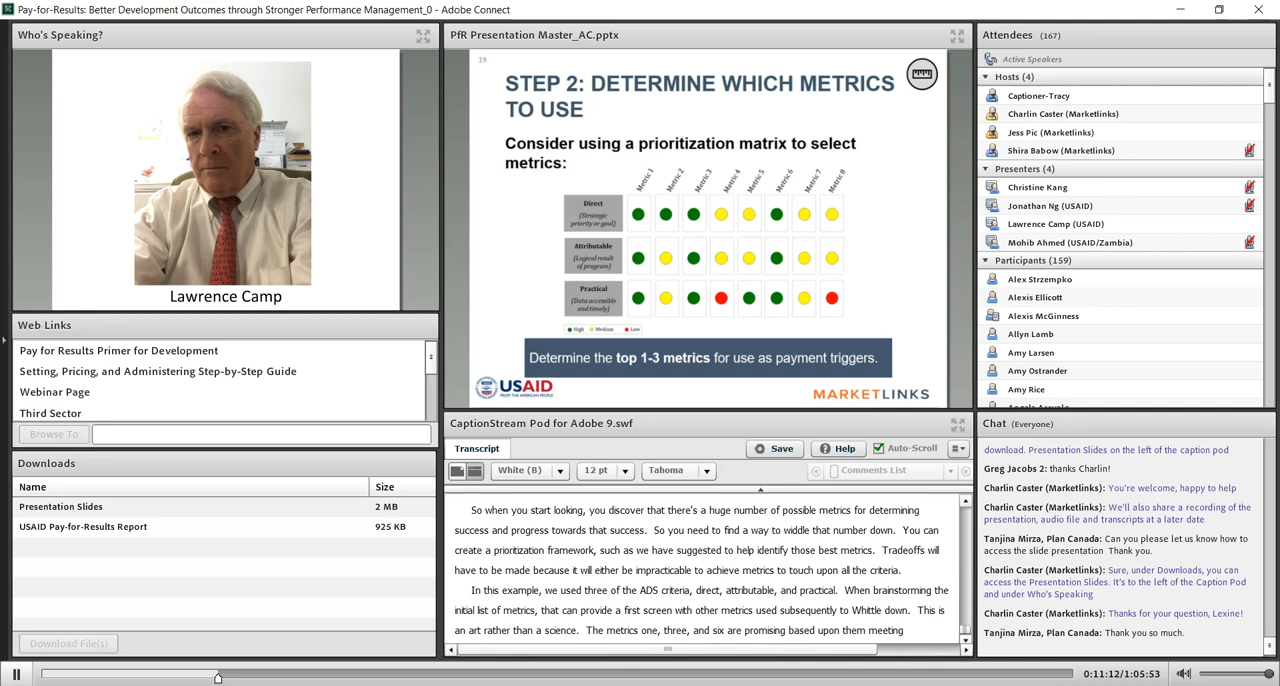 Pay-for-Results: Better Development Outcomes through Stronger Performance Management_0 - Adobe Connect
Who's Speaking?
Lawrence Camp
Web Links
Pay for Results Primer for Development
Setting, Pricing, and Administering Step-by-Step Guide
Webinar Page
Third Sector
Browse To
Downloads
Name Size
Presentation Slides 2 MB
USAID Pay-for-Results Report 925 KB
Download File(s)
PfR Presentation Master_AC.pptx
19
STEP 2: DETERMINE WHICH METRICS
TO USE
Consider using a prioritization matrix to select
metrics:
Metric 1 Metric 2 Metric 3 Metric 4 Metric 5 Metric 6 Metric 7 Metric 8
Direct
(Strategic
priority or goal)
Attributable
(Logical result
of program)
Practical
(Data accessible
and timely)
High Medium Low
Determine the top 1-3 metrics for use as payment triggers.
USAID
FROM THE AMERICAN PEOPLE
MARKETLINKS
CaptionStream Pod for Adobe 9.swf
Transcript Save Help Auto-Scroll
White (B) 12 pt Tahoma Comments List
So when you start looking, you discover that there's a huge number of possible metrics for determining
success and progress towards that success. So you need to find a way to widdle that number down. You can
create a prioritization framework, such as we have suggested to help identify those best metrics. Tradeoffs will
have to be made because it will either be impracticable to achieve metrics to touch upon all the criteria.
In this example, we used three of the ADS criteria, direct, attributable, and practical. When brainstorming the
initial list of metrics, that can provide a first screen with other metrics used subsequently to Whittle down. This is
an art rather than a science. The metrics one, three, and six are promising based upon them meeting
Attendees (167)
Active Speakers
Hosts (4)
Captioner-Tracy
Charlin Caster (Marketlinks)
Jess Pic (Marketlinks)
Shira Babow (Marketlinks)
Presenters (4)
Christine Kang
Jonathan Ng (USAID)
Lawrence Camp (USAID)
Mohib Ahmed (USAID/Zambia)
Participants (159)
Alex Strzempko
Alexis Ellicott
Alexis McGinness
Allyn Lamb
Amy Larsen
Amy Ostrander
Amy Rice
Chat (Everyone)
download. Presentation Slides on the left of the caption pod
Greg Jacobs 2: thanks Charlin!
Charlin Caster (Marketlinks): You're welcome, happy to help
Charlin Caster (Marketlinks): We'll also share a recording of the
presentation, audio file and transcripts at a later date
Tanjina Mirza, Plan Canada: Can you please let us know how to
access the slide presentation Thank you.
Charlin Caster (Marketlinks): Sure, under Downloads, you can
access the Presentation Slides. It's to the left of the Caption Pod
and under Who's Speaking
Charlin Caster (Marketlinks): Thanks for your question, Lexine!
Tanjina Mirza, Plan Canada: Thank you so much.
0:11:12/1:05:53